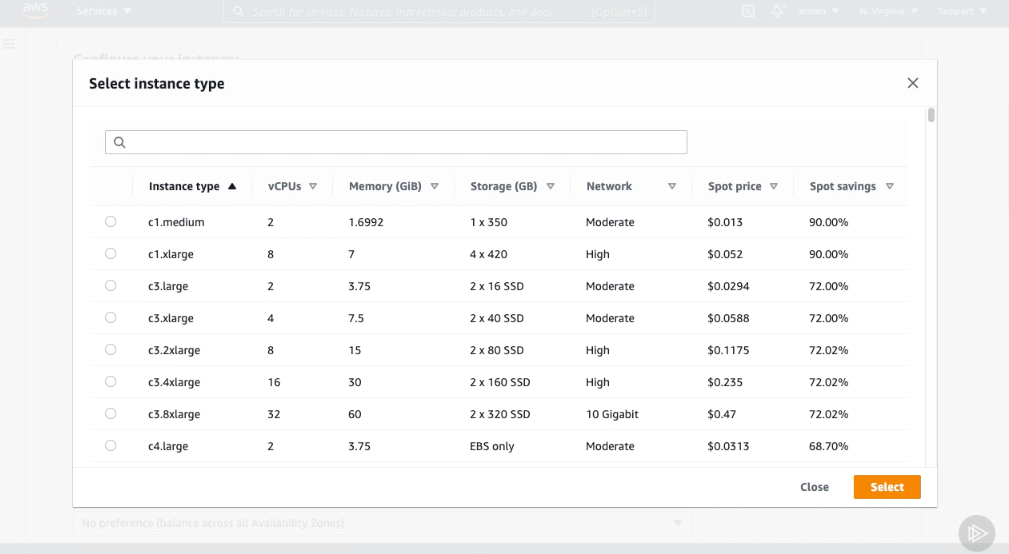 aws
Services
Search for services, features, marketplace products, and docs [Option+S]
N. Virginia
Support
Configure your instances
Select instance type
Instance type vCPUs Memory (GiB) Storage (GB) Network Spot price Spot savings
c1.medium 2 1.6992 1 x 350 Moderate $0.013 90.00%
c1.xlarge 8 7 4 x 420 High $0.052 90.00%
c3.large 2 3.75 2 x 16 SSD Moderate $0.0294 72.00%
c3.xlarge 4 7.5 2 x 40 SSD Moderate $0.0588 72.00%
c3.2xlarge 8 15 2 x 80 SSD High $0.1175 72.02%
c3.4xlarge 16 30 2 x 160 SSD High $0.235 72.02%
c3.8xlarge 32 60 2 x 320 SSD 10 Gigabit $0.47 72.02%
c4.large 2 3.75 EBS only Moderate $0.0313 68.70%
Close Select
No preference (balance across all Availability Zones)